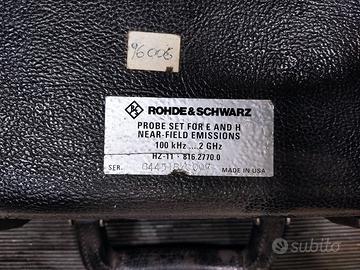 96006
ROHDE & SCHWARZ
PROBE SET FOR E AND H
NEAR-FIELD EMISSIONS
100 kHz ....2 GHz
HZ-11 · 816.2770.0
SER.
MADE IN USA
subito